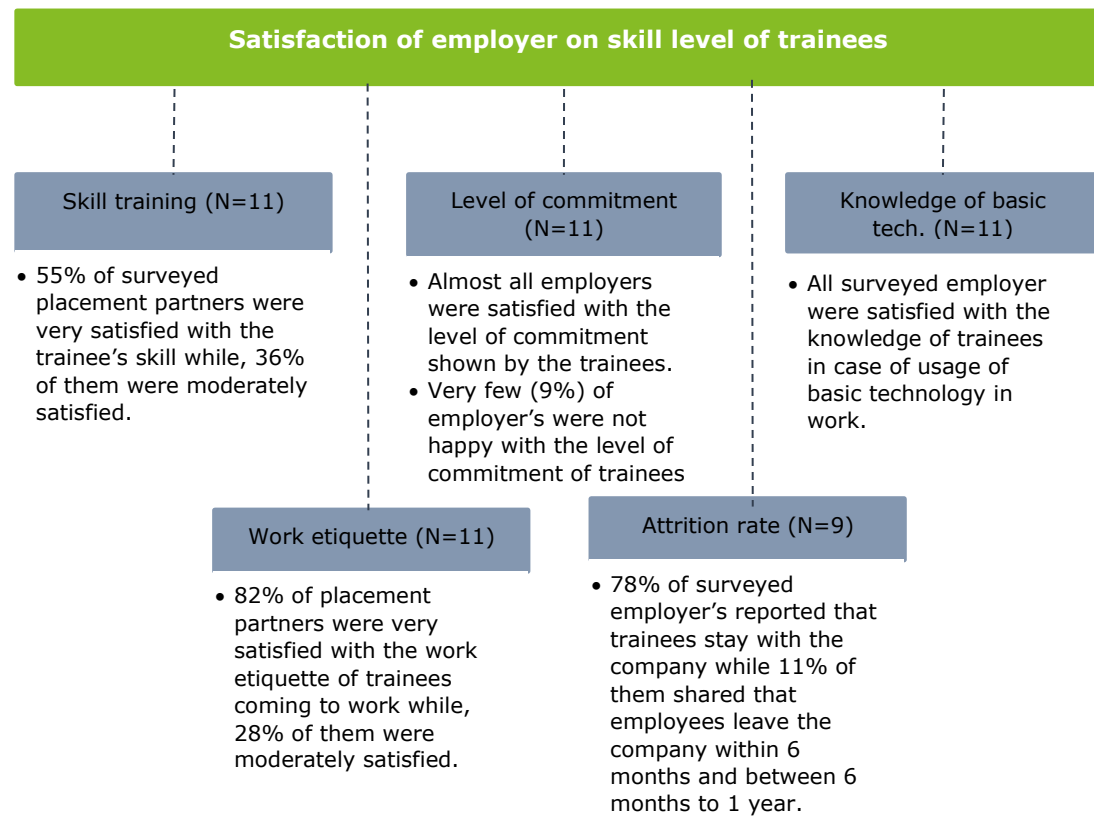 Satisfaction of employer on skill level of trainees
Skill training (N=11)
• 55% of surveyed
placement partners were
very satisfied with the
trainee’s skill while, 36%
of them were moderately
satisfied.
Level of commitment
(N=11)
• Almost all employers
were satisfied with the
level of commitment
shown by the trainees.
• Very few (9%) of
employer’s were not
happy with the level of
commitment of trainees
Knowledge of basic
tech. (N=11)
• All surveyed employer
were satisfied with the
knowledge of trainees
in case of usage of
basic technology in
work.
Work etiquette (N=11)
• 82% of placement
partners were very
satisfied with the work
etiquette of trainees
coming to work while,
28% of them were
moderately satisfied.
Attrition rate (N=9)
• 78% of surveyed
employer’s reported that
trainees stay with the
company while 11% of
them shared that
employees leave the
company within 6
months and between 6
months to 1 year.